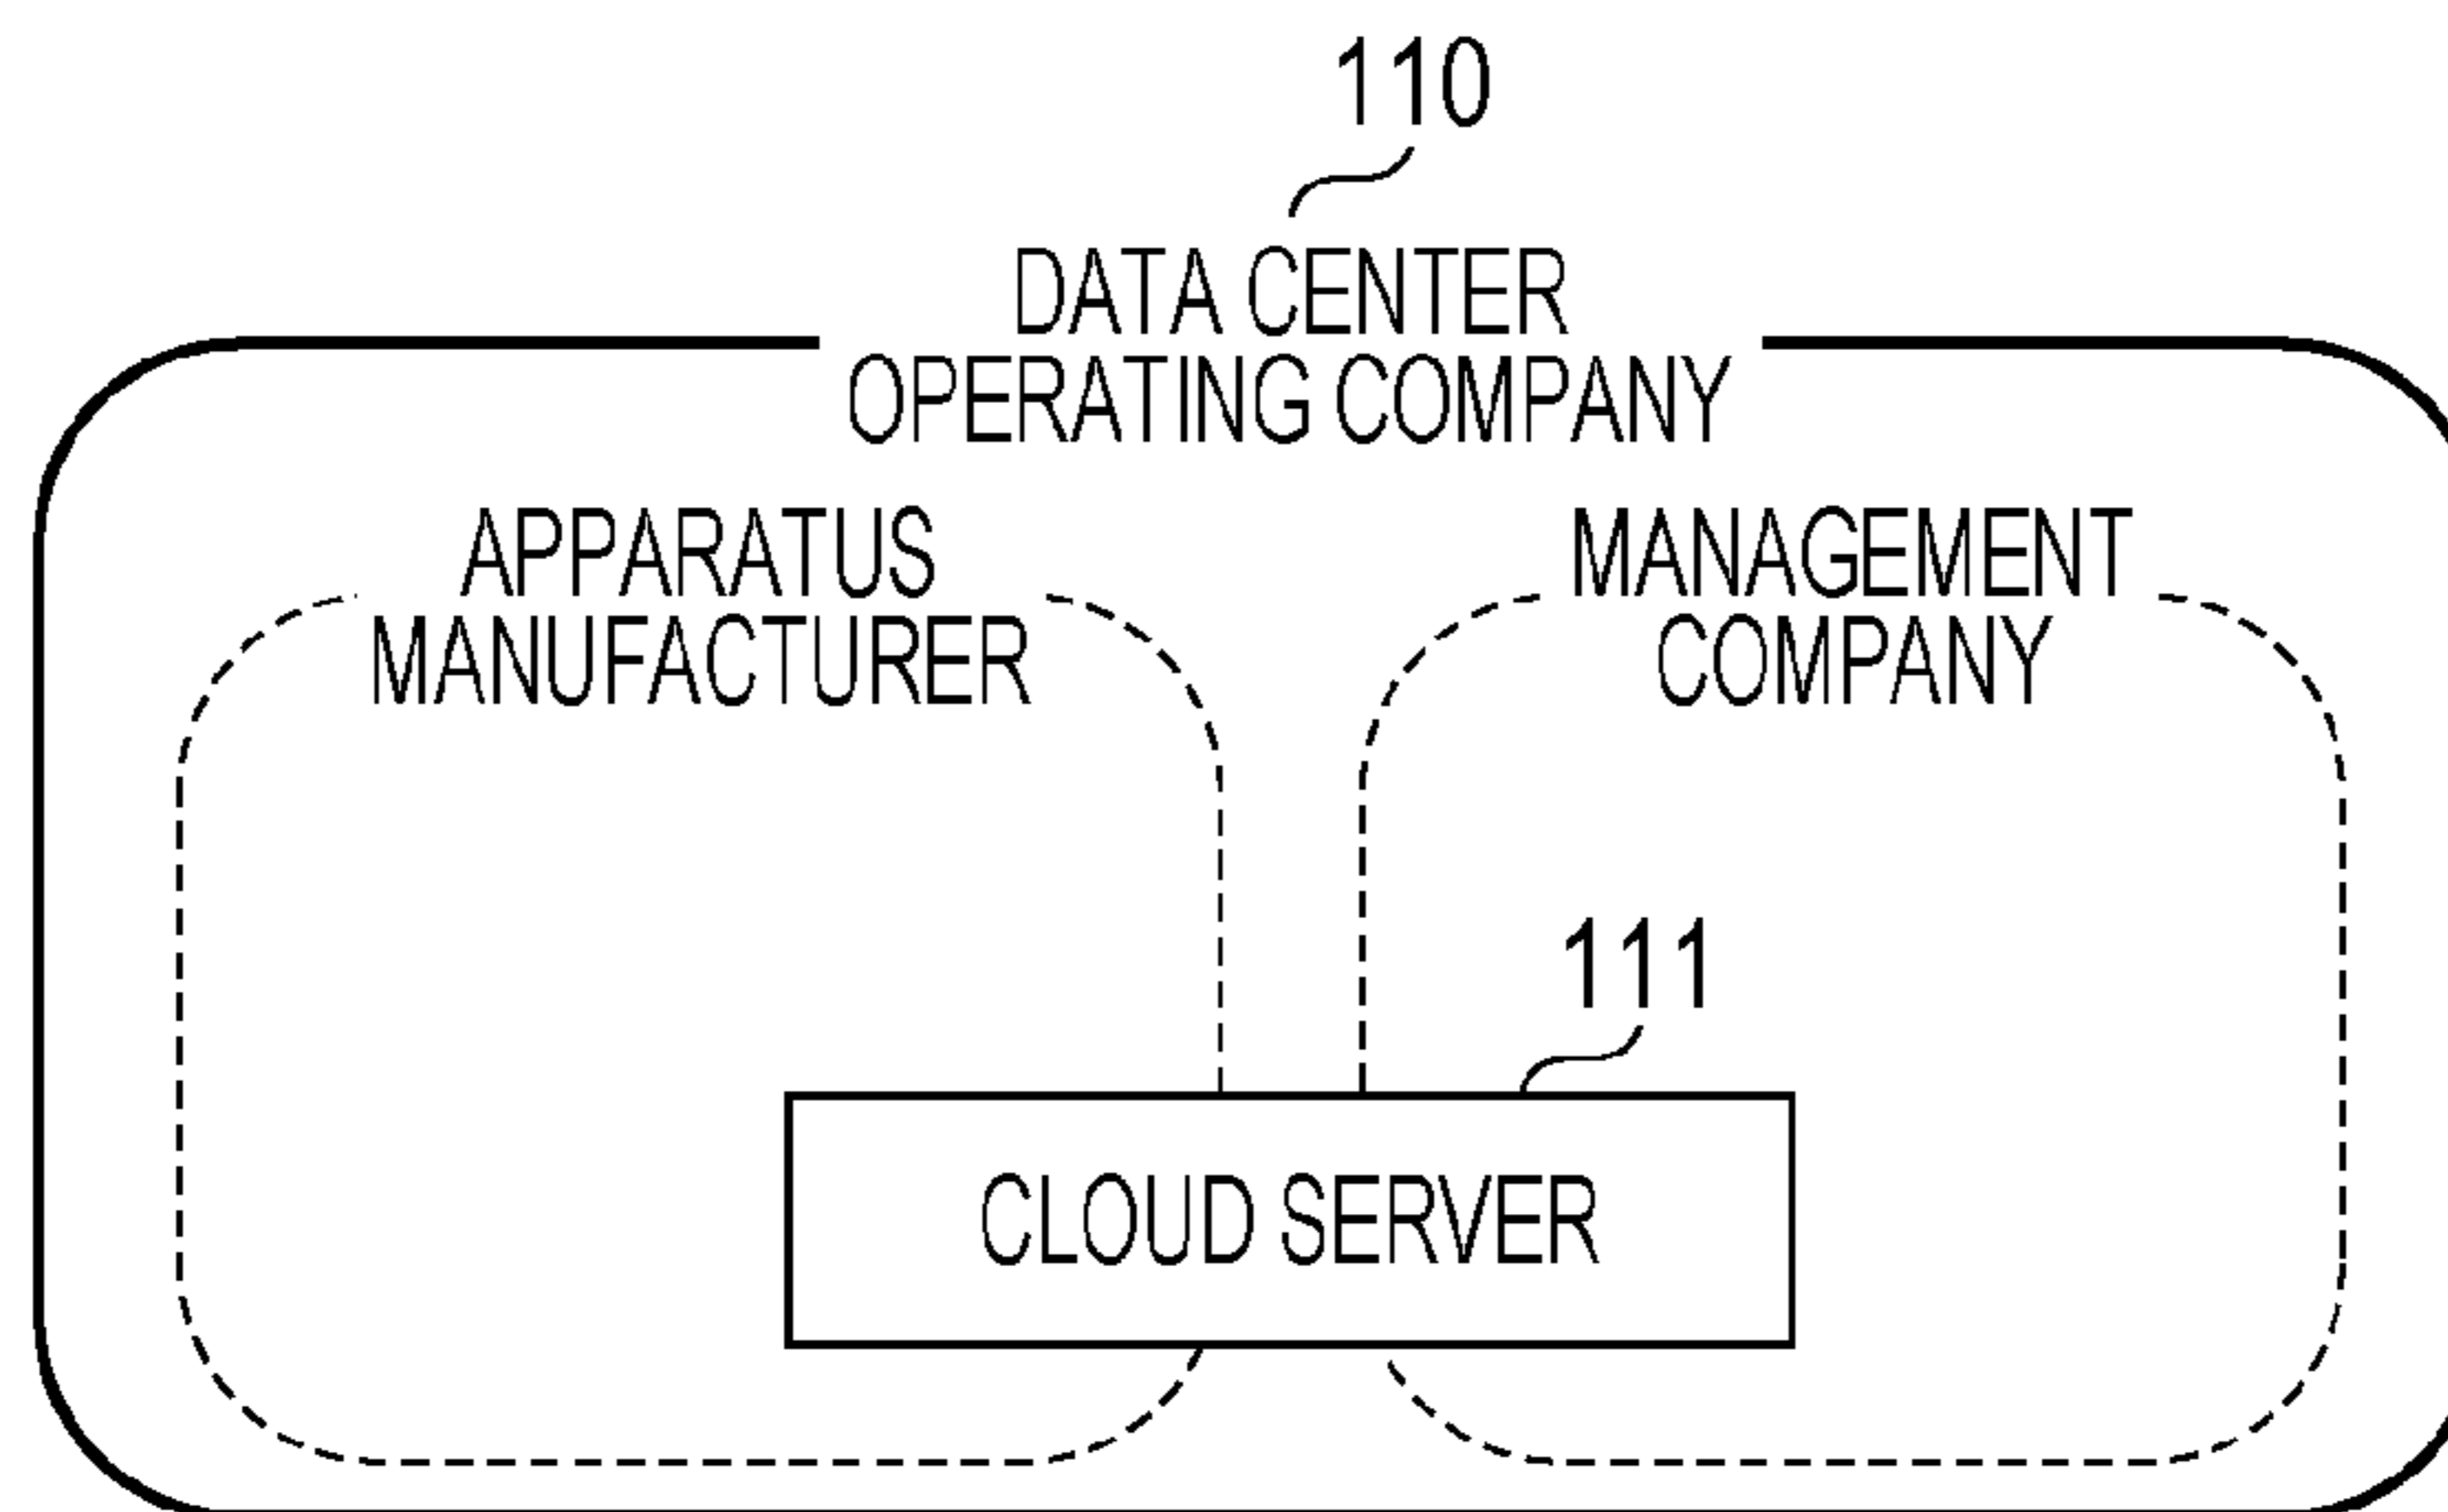 110
DATA CENTER
OPERATING COMPANY
APPARATUS
MANUFACTURER
MANAGEMENT
COMPANY
111
CLOUD SERVER